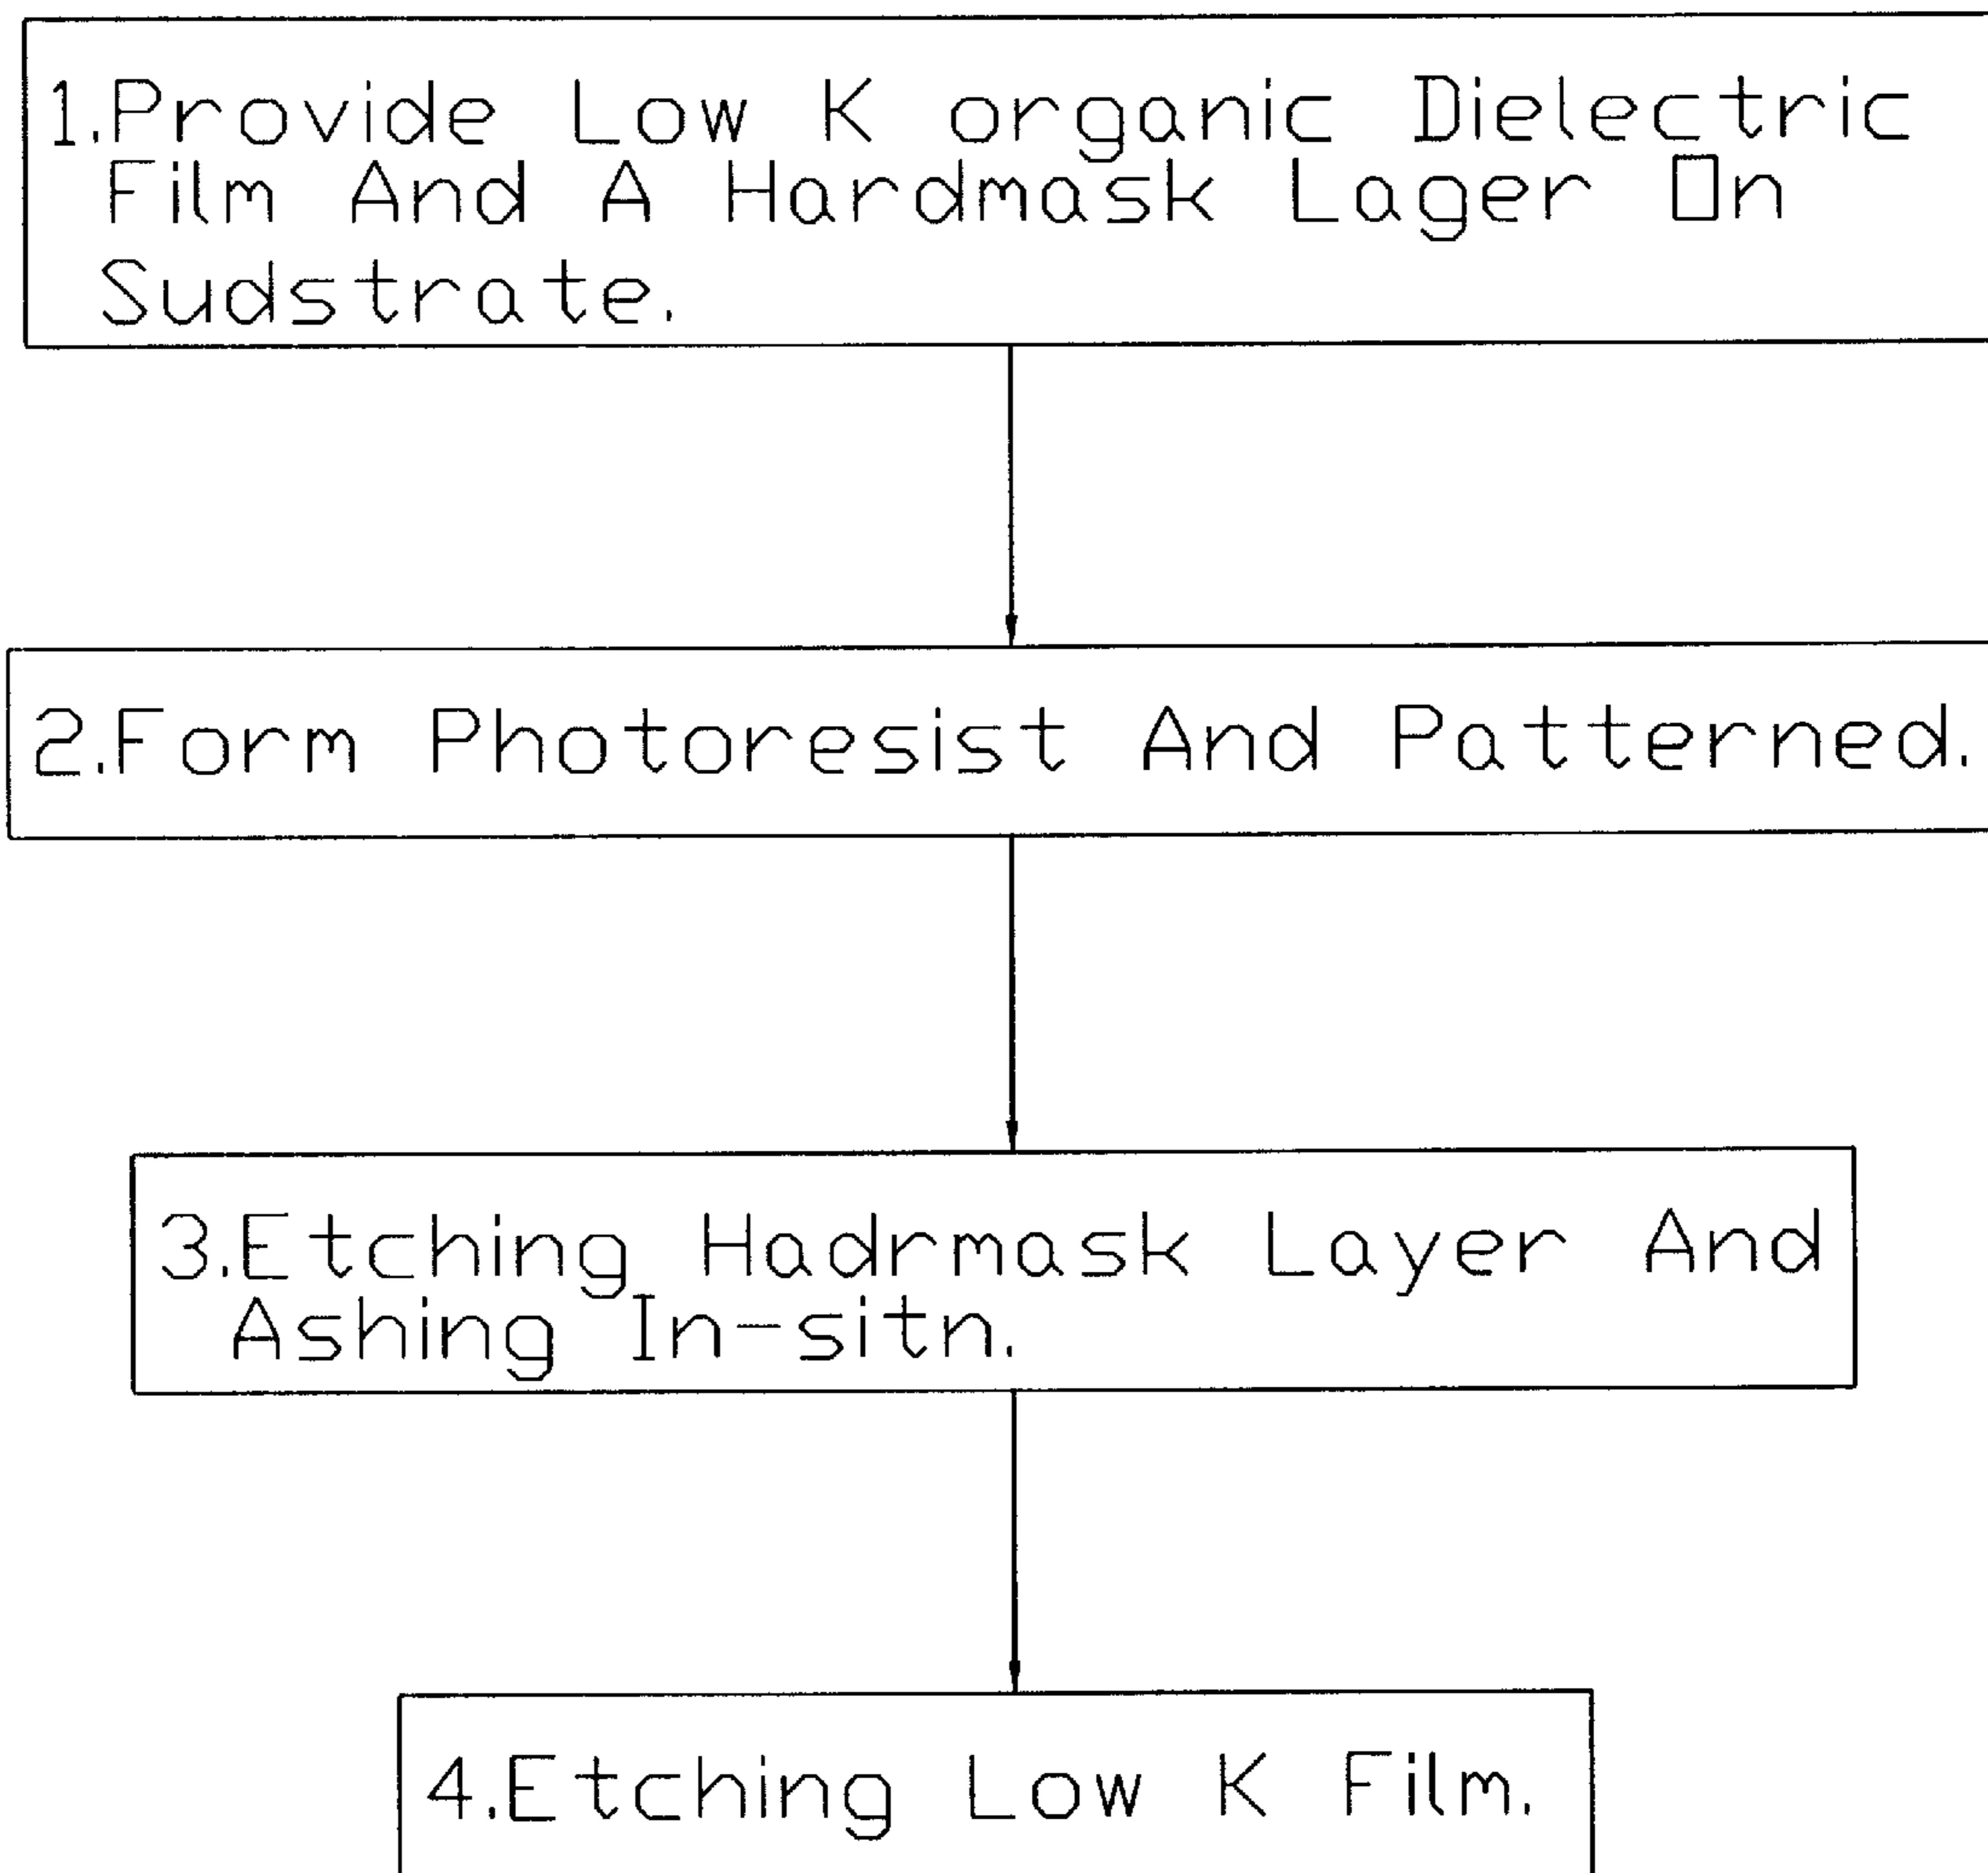 1.Provide Low K organic Dielectric
Film And A Hardmask Lager On
Sudstrate.
2.Form Photoresist And Patterned.
3.Etching Hadrmask Layer And
Ashing In-sitn.
4.Etching Low K Film.